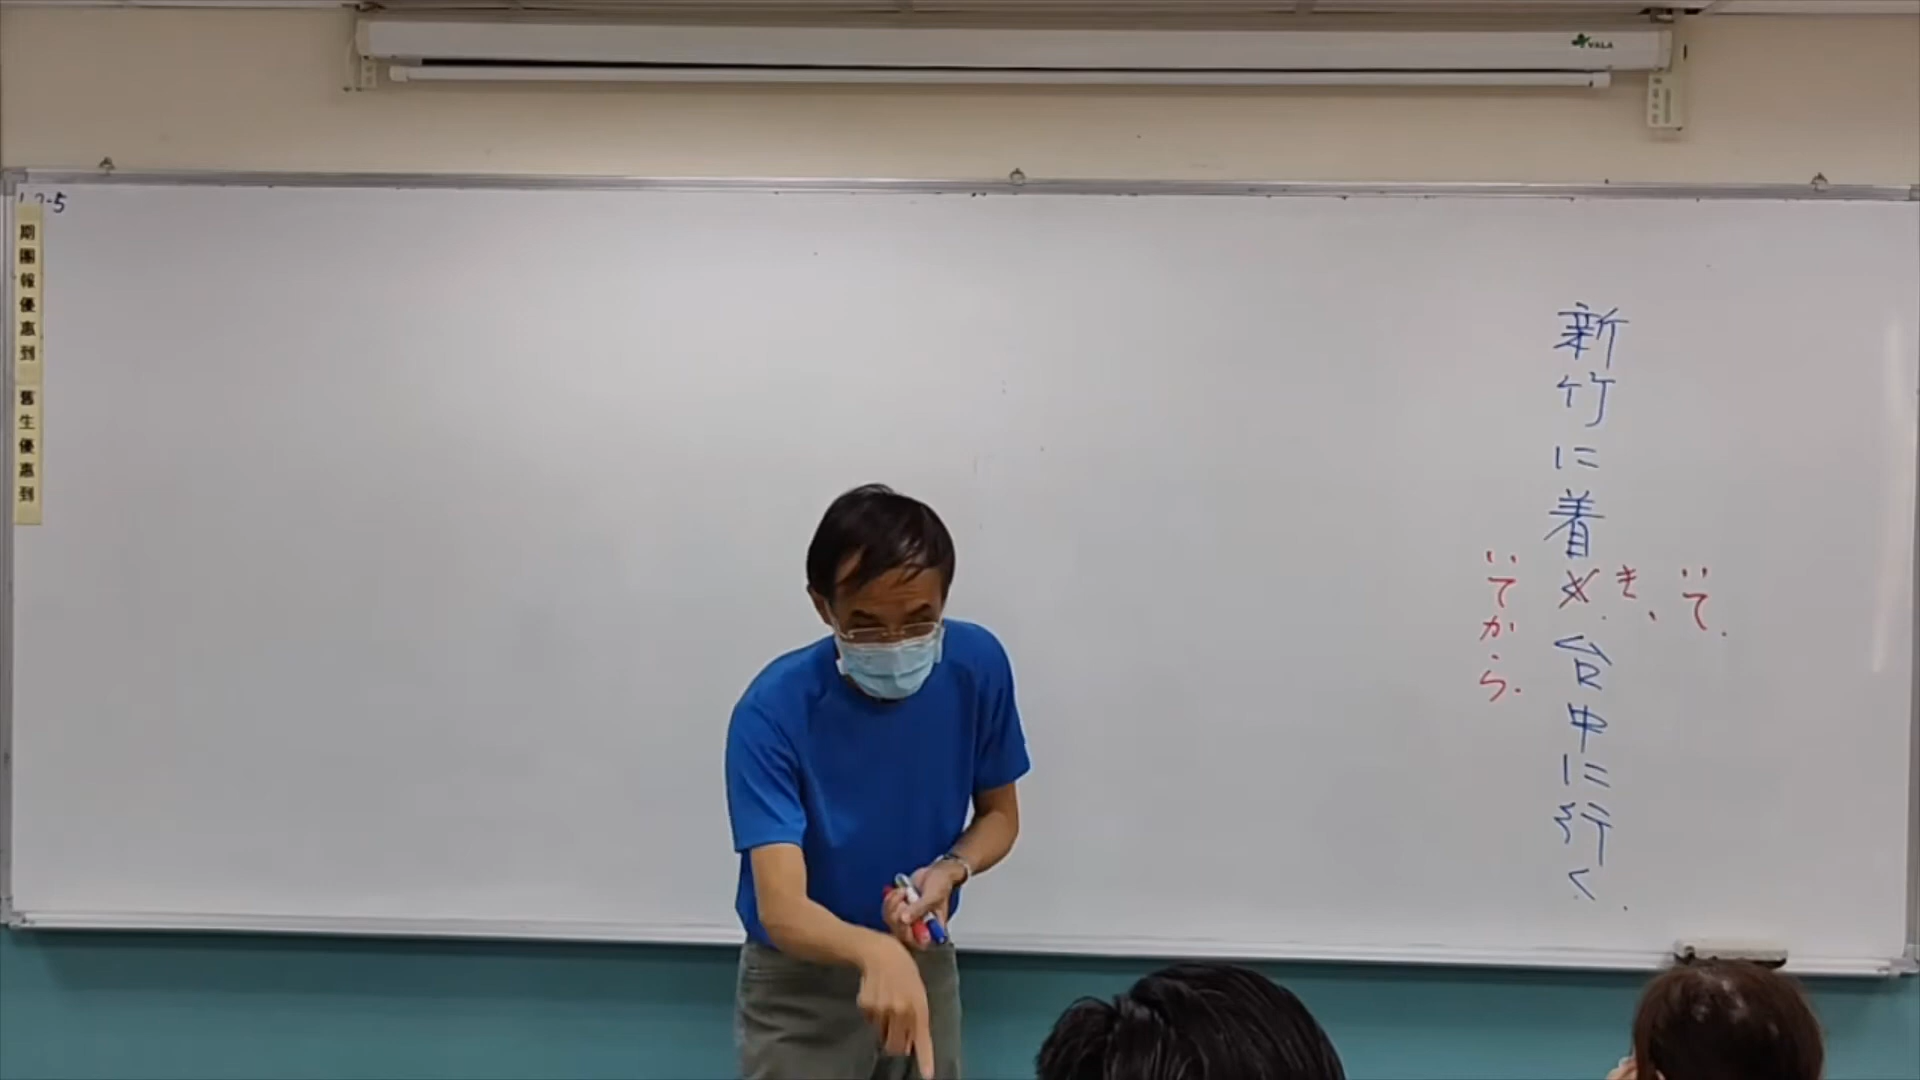 VALA
いて.
き、
新竹に着く.台中に行く.
いてから.
期團報優惠到 舊生優惠到